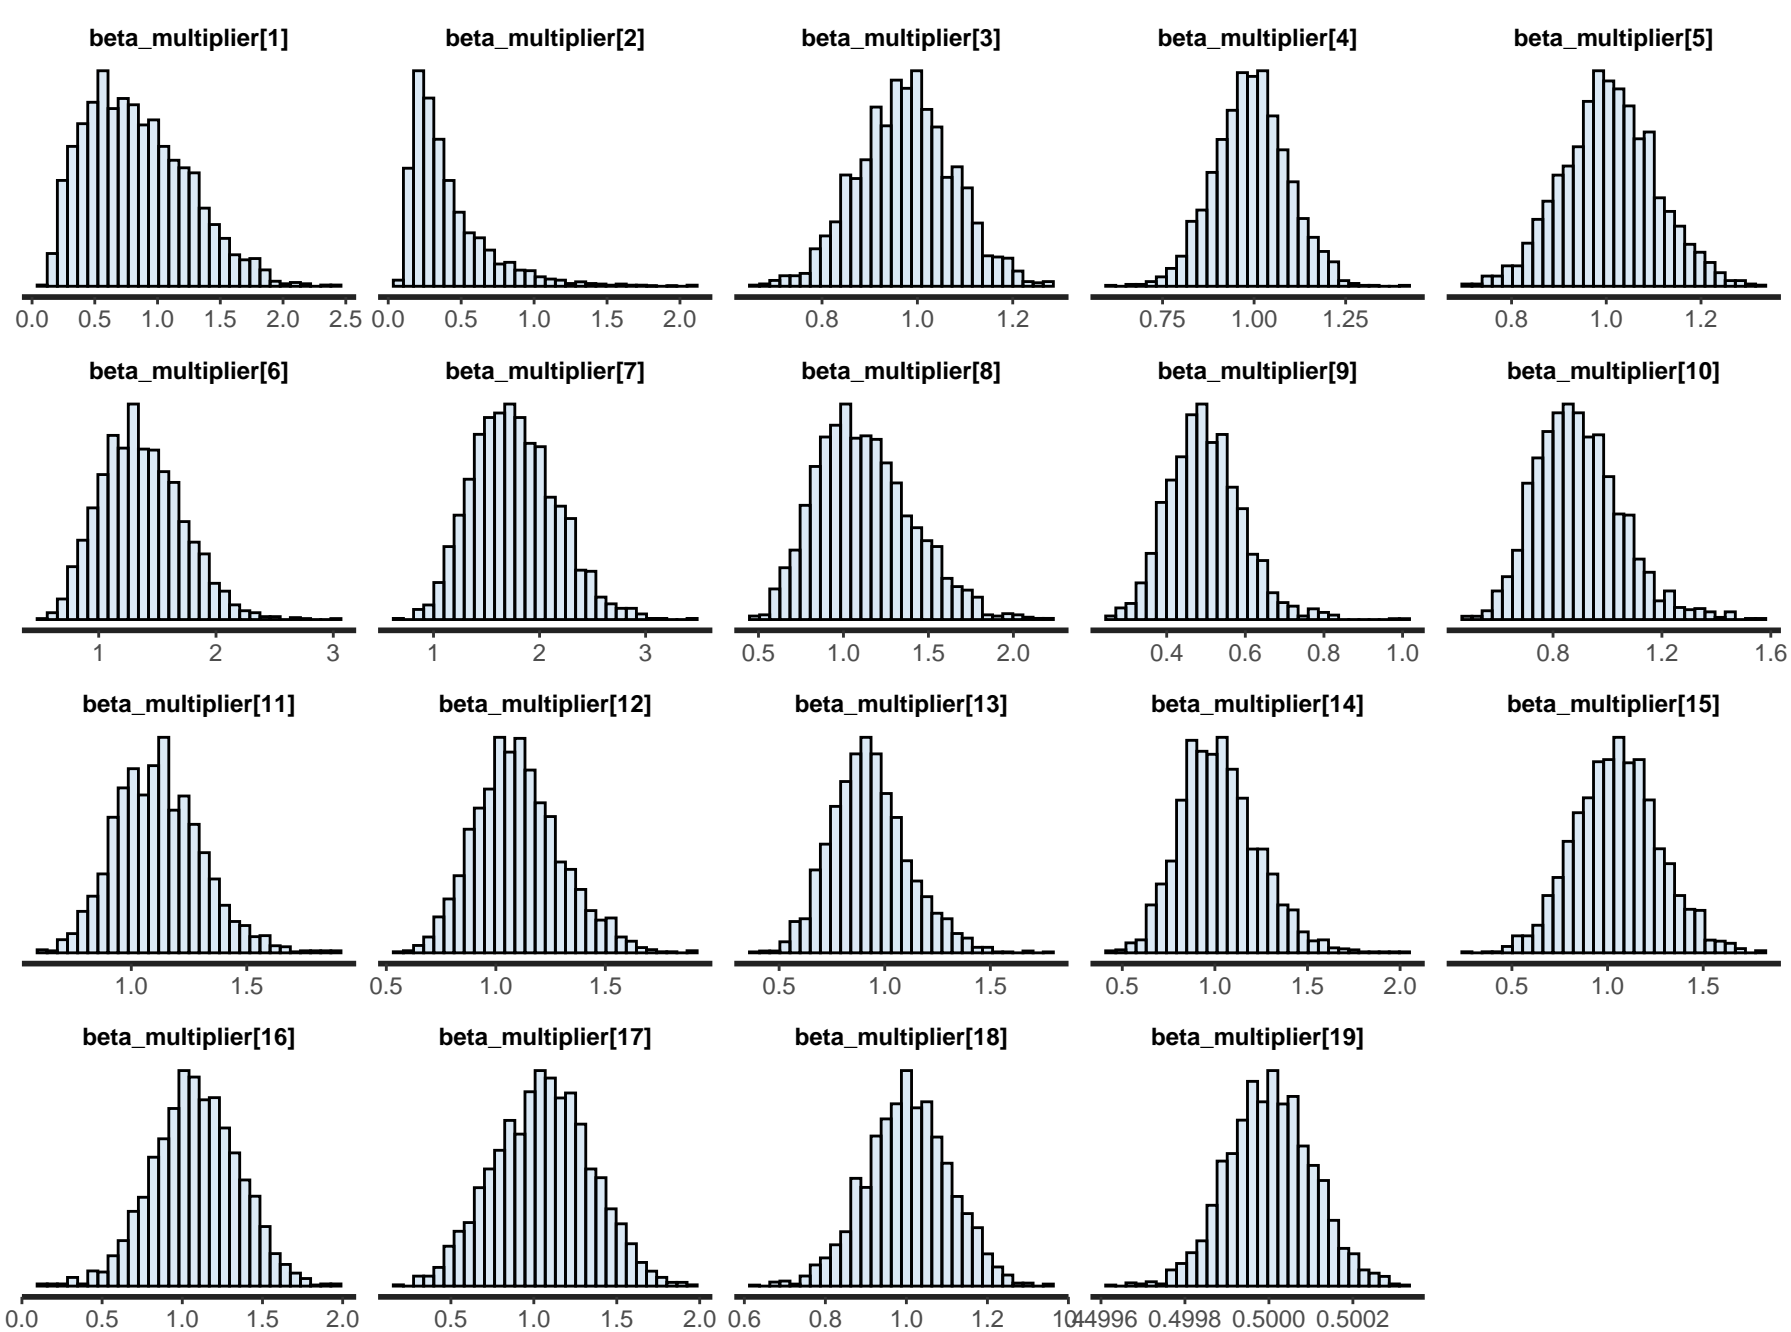 beta_multiplier[1] beta_multiplier[2] beta_multiplier[3] beta_multiplier[4] beta_multiplier[5]
0.0 0.5 1.0 1.5 2.0 2.5 0.0 0.5 1.0 1.5 2.0 0.8 1.0 1.2 0.75 1.00 1.25 0.8 1.0 1.2
beta_multiplier[6] beta_multiplier[7] beta_multiplier[8] beta_multiplier[9] beta_multiplier[10]
1 2 3 1 2 3 0.5 1.0 1.5 2.0 0.4 0.6 0.8 1.0 0.8 1.2 1.6
beta_multiplier[11] beta_multiplier[12] beta_multiplier[13] beta_multiplier[14] beta_multiplier[15]
1.0 1.5 0.5 1.0 1.5 0.5 1.0 1.5 0.5 1.0 1.5 2.0 0.5 1.0 1.5
beta_multiplier[16] beta_multiplier[17] beta_multiplier[18] beta_multiplier[19]
0.0 0.5 1.0 1.5 2.0 0.5 1.0 1.5 2.0 0.6 0.8 1.0 1.2 0.4998 0.5000 0.5002